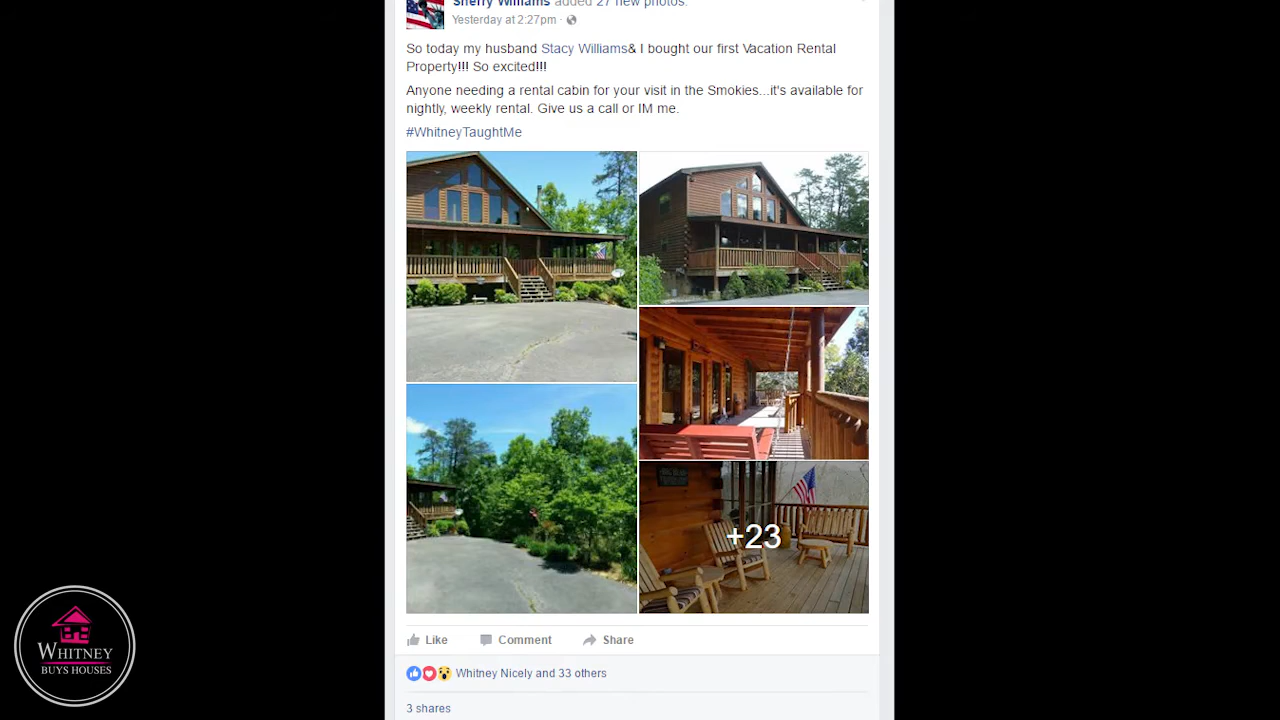 Sherry Williams added 27 new photos.
Yesterday at 2:27pm ·
So today my husband Stacy Williams& I bought our first Vacation Rental
Property!!! So excited!!!
Anyone needing a rental cabin for your visit in the Smokies...it's available for
nightly, weekly rental. Give us a call or IM me.
#WhitneyTaughtMe
+23
Like Comment Share
Whitney Nicely and 33 others
3 shares
WHITNEY
BUYS HOUSES